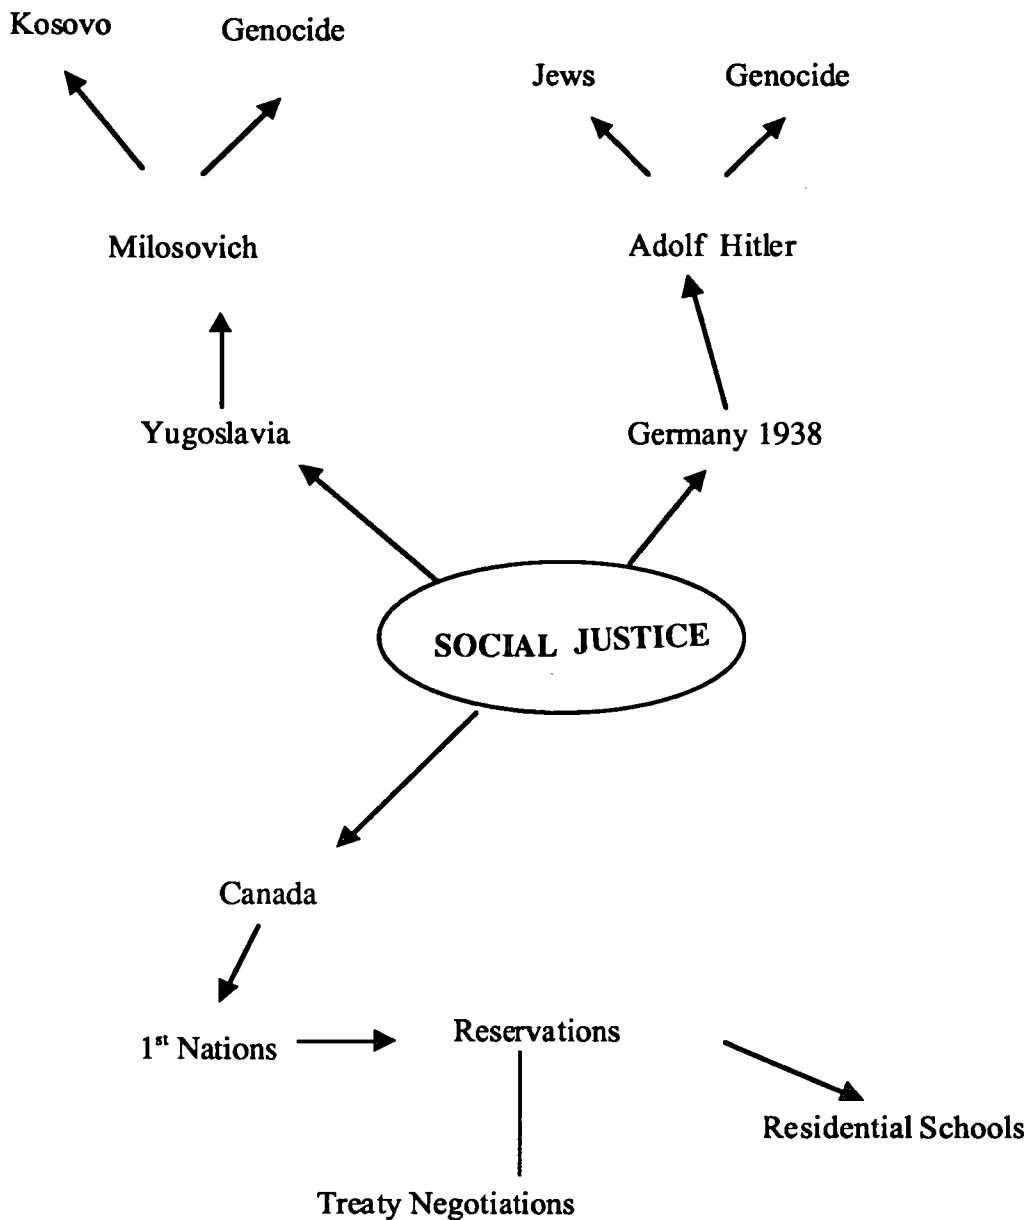 Kosovo
Genocide
Jews
Genocide
Milosovich
Adolf Hitler
Yugoslavia
Germany 1938
SOCIAL JUSTICE
Canada
1st Nations
Reservations
Residential Schools
Treaty Negotiations